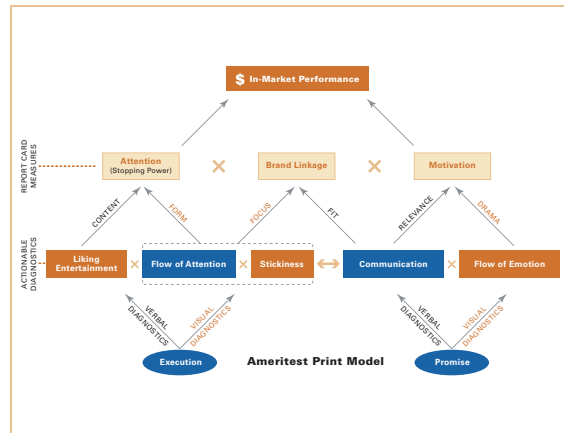 $ In-Market Performance
REPORT CARD
MEASURES
Attention
(Stopping Power)
×
Brand Linkage
×
Motivation
CONTENT
FORM
FOCUS
FIT
RELEVANCE
DRAMA
ACTIONABLE
DIAGNOSTICS
Liking
Entertainment
×
Flow of Attention
×
Stickiness
Communication
×
Flow of Emotion
VERBAL
DIAGNOSTICS
VISUAL
DIAGNOSTICS
VERBAL
DIAGNOSTICS
VISUAL
DIAGNOSTICS
Execution
Ameritest Print Model
Promise